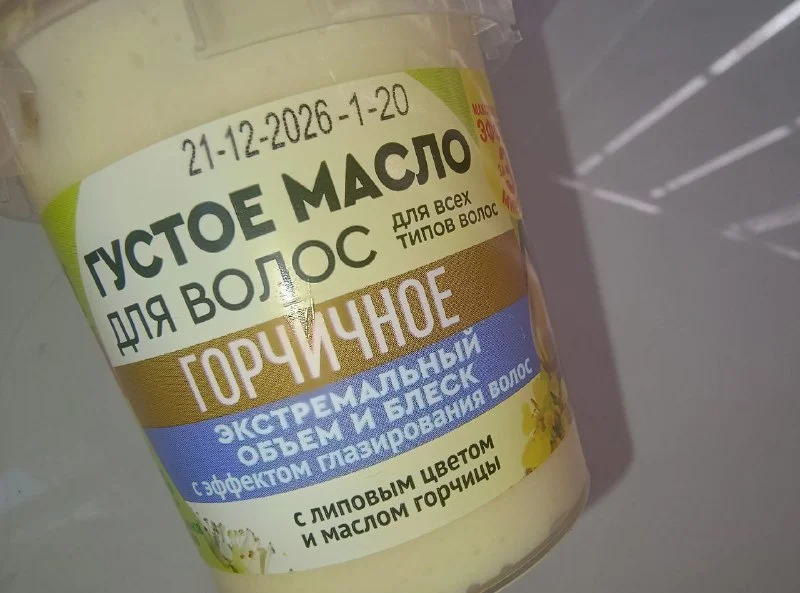 21-12-2026-1-20
ГУСТОЕ МАСЛО
ДЛЯ ВОЛОС
ДЛЯ ВСЕХ
ТИПОВ ВОЛОС
ГОРЧИЧНОЕ
ЭКСТРЕМАЛЬНЫЙ
ОБЪЕМ И БЛЕСК
с эффектом глазирования волос
с липовым цветом
и маслом горчицы